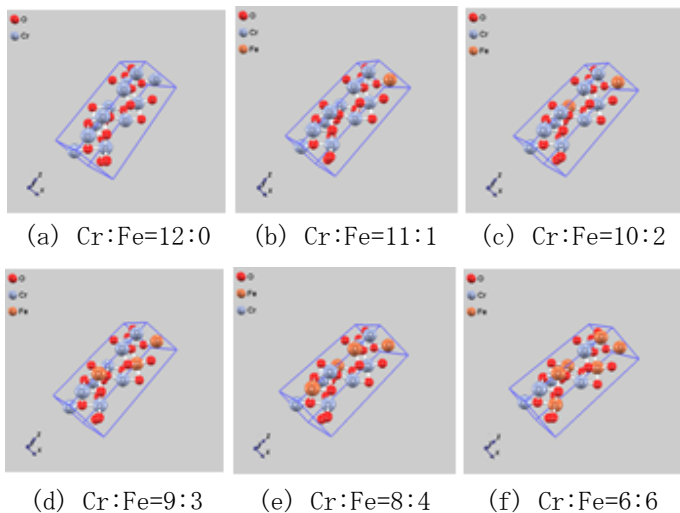 O
Cr
O
Cr
Fe
O
Cr
Fe
(a) Cr:Fe=12:0
(b) Cr:Fe=11:1
(c) Cr:Fe=10:2
O
Cr
Fe
O
Fe
Cr
O
Cr
Fe
(d) Cr:Fe=9:3
(e) Cr:Fe=8:4
(f) Cr:Fe=6:6